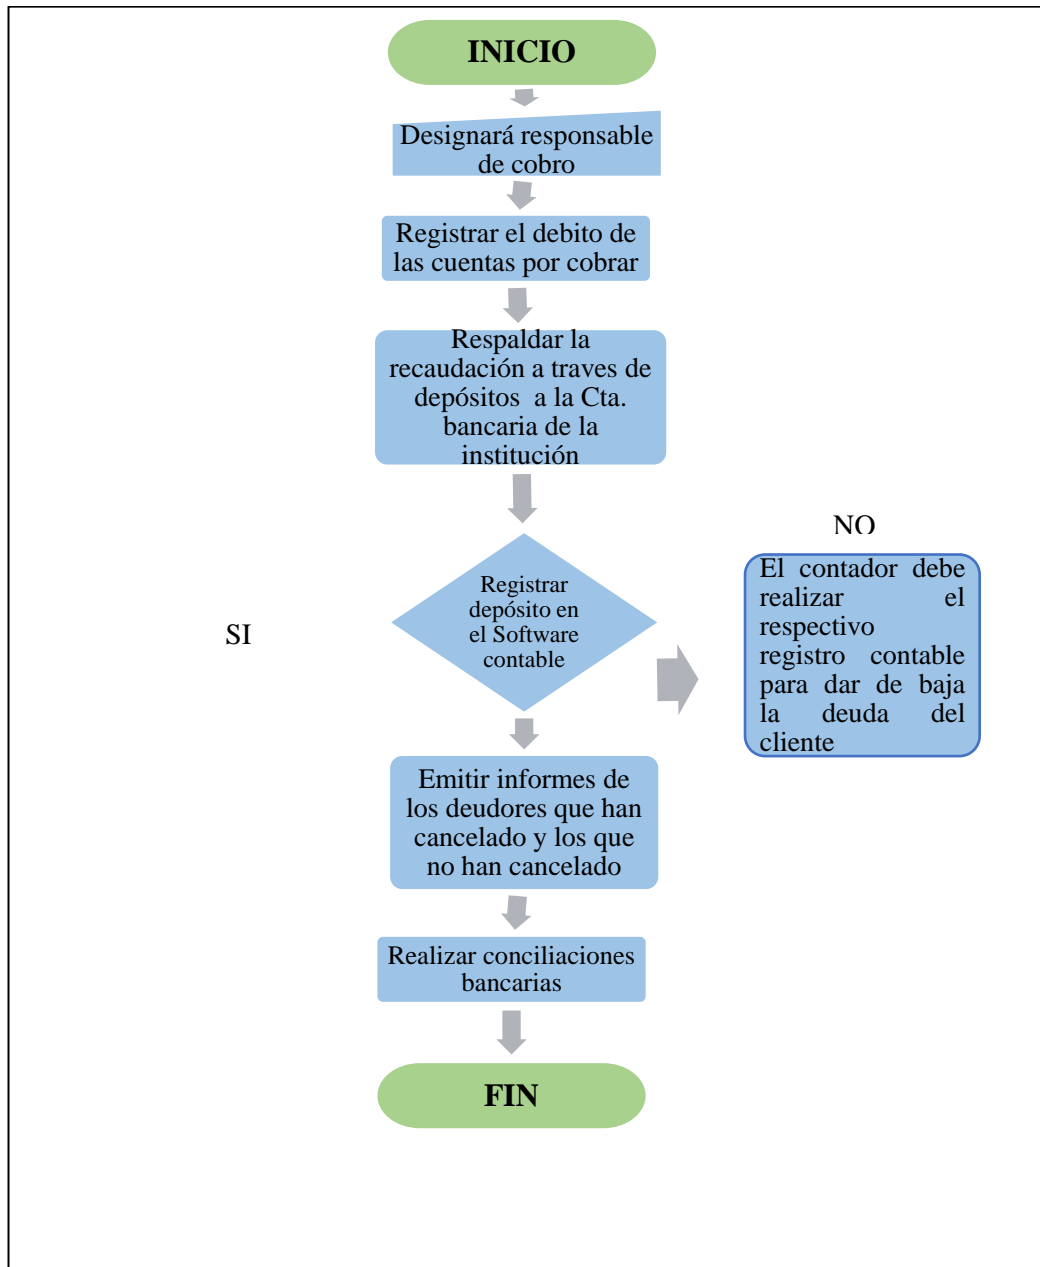 INICIO
Designará responsable
de cobro
Registrar el debito de
las cuentas por cobrar
Respaldar la
recaudación a traves de
depósitos a la Cta.
bancaria de la
institución
Registrar
depósito en
el Software
contable
SI
NO
El contador debe
realizar el
respectivo
registro contable
para dar de baja
la deuda del
cliente
Emitir informes de
los deudores que han
cancelado y los que
no han cancelado
Realizar conciliaciones
bancarias
FIN